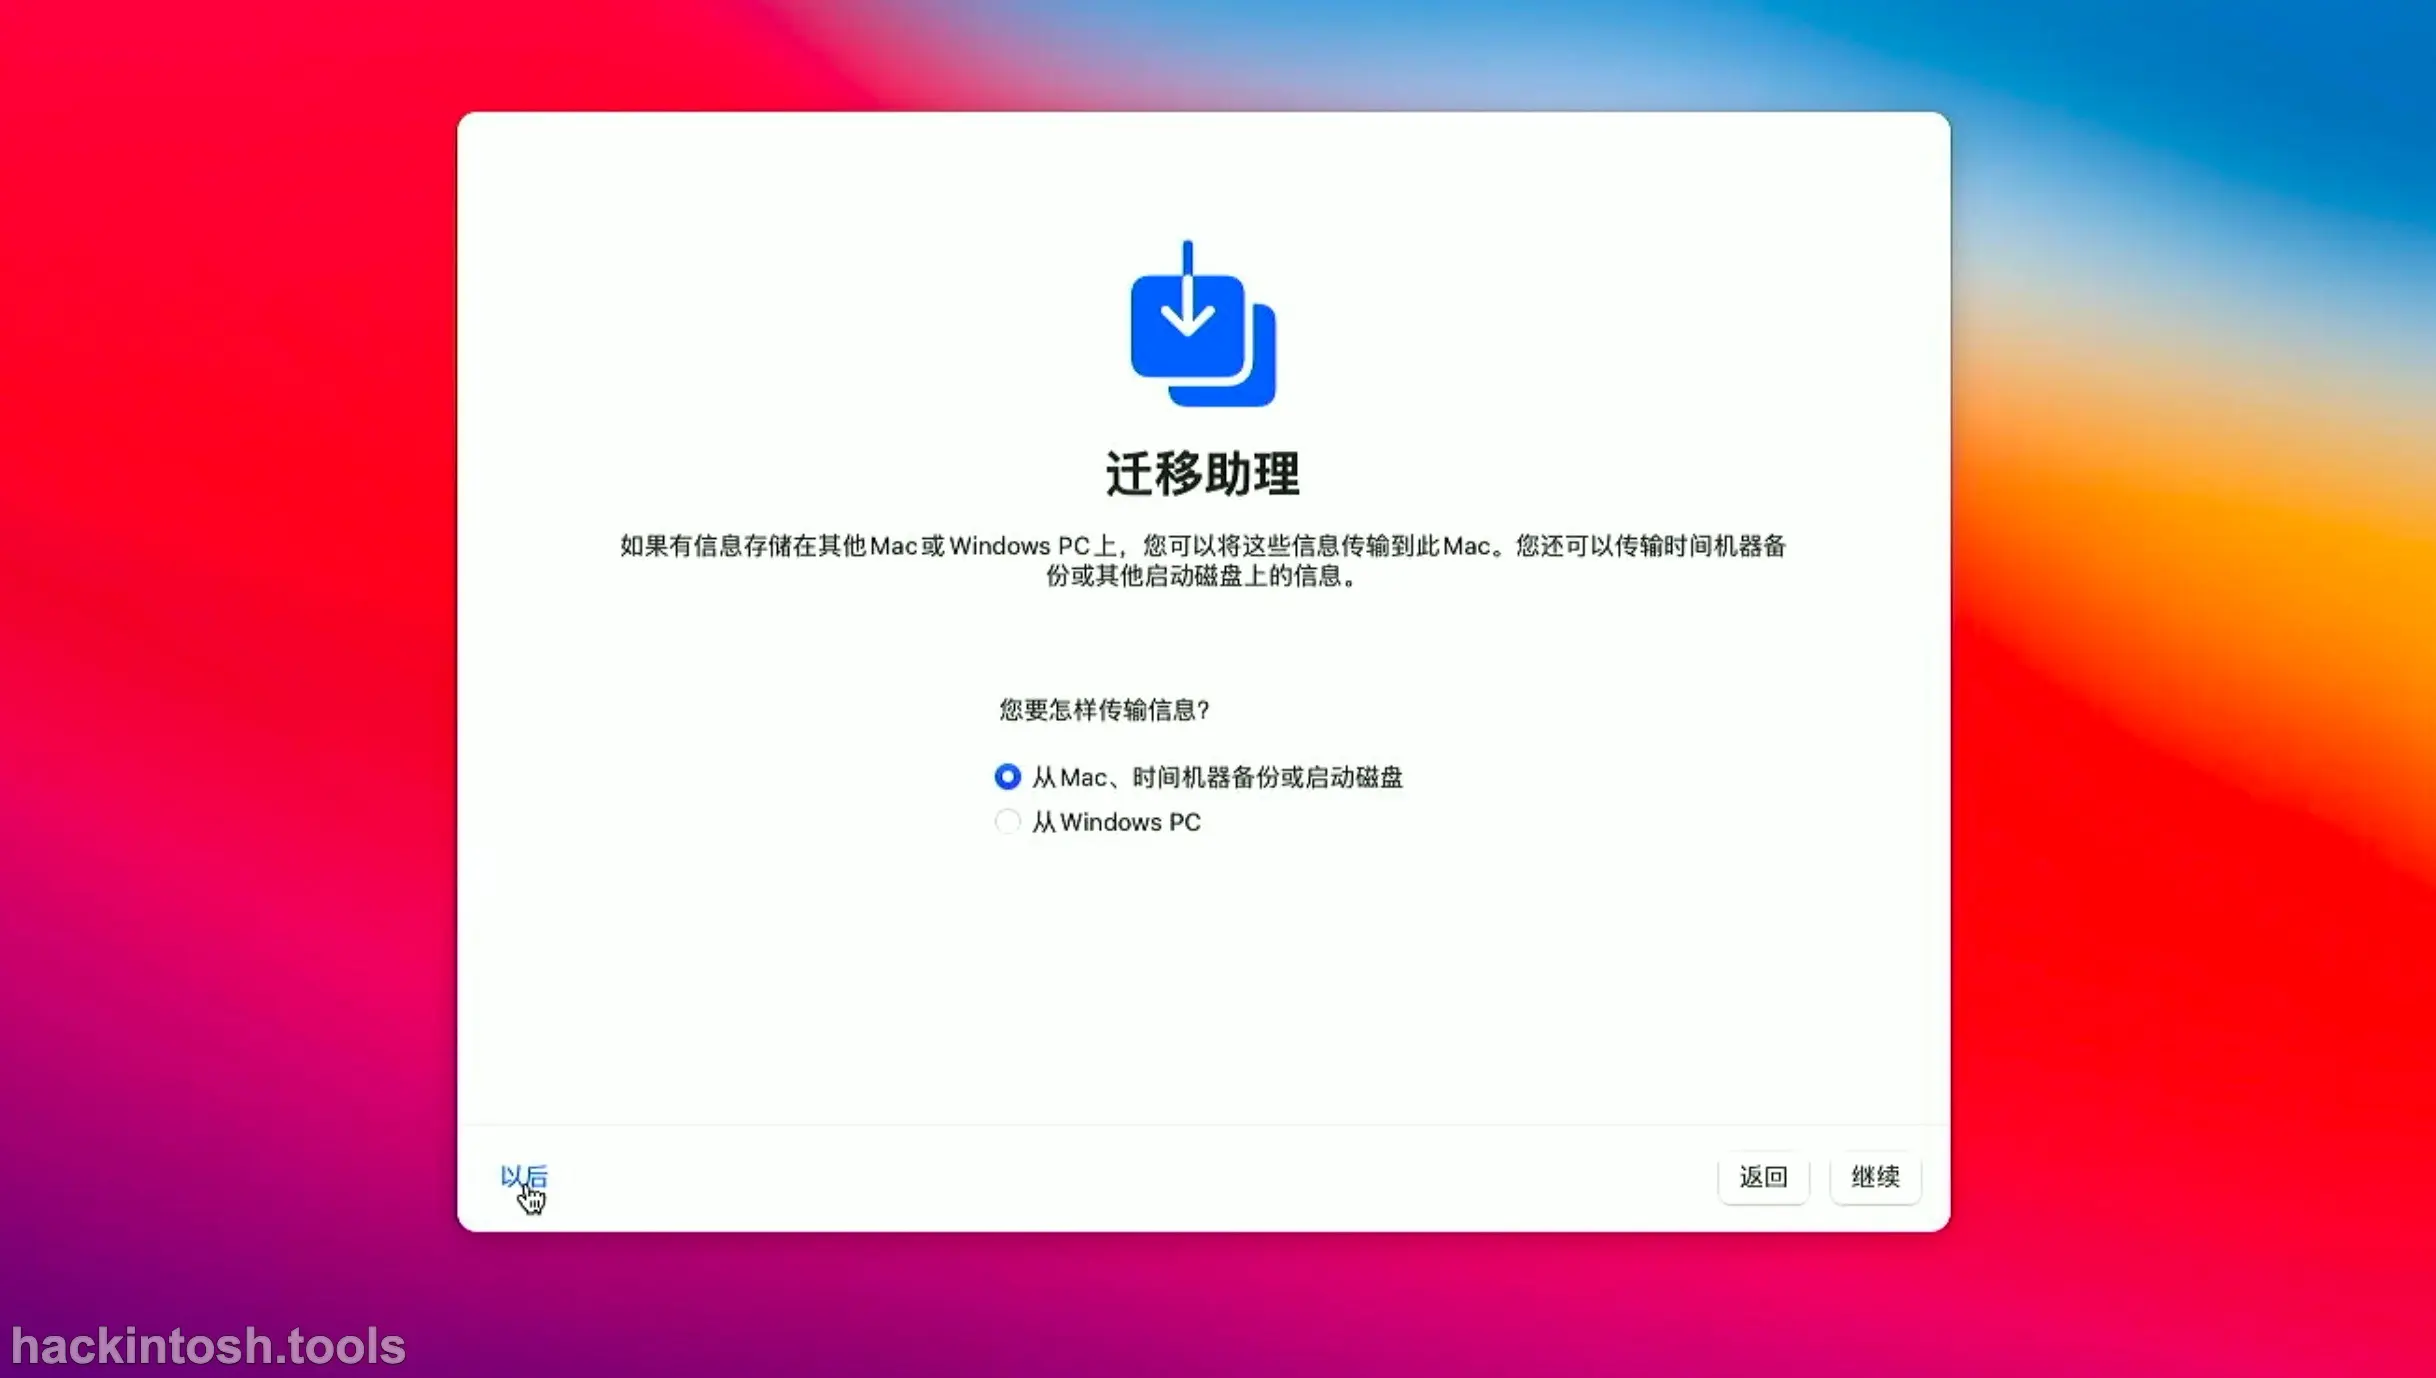 迁移助理
如果有信息存储在其他Mac或Windows PC上，您可以将这些信息传输到此Mac。您还可以传输时间机器备
份或其他启动磁盘上的信息。
您要怎样传输信息？
从Mac、时间机器备份或启动磁盘
从Windows PC
以后
返回
继续
hackintosh.tools